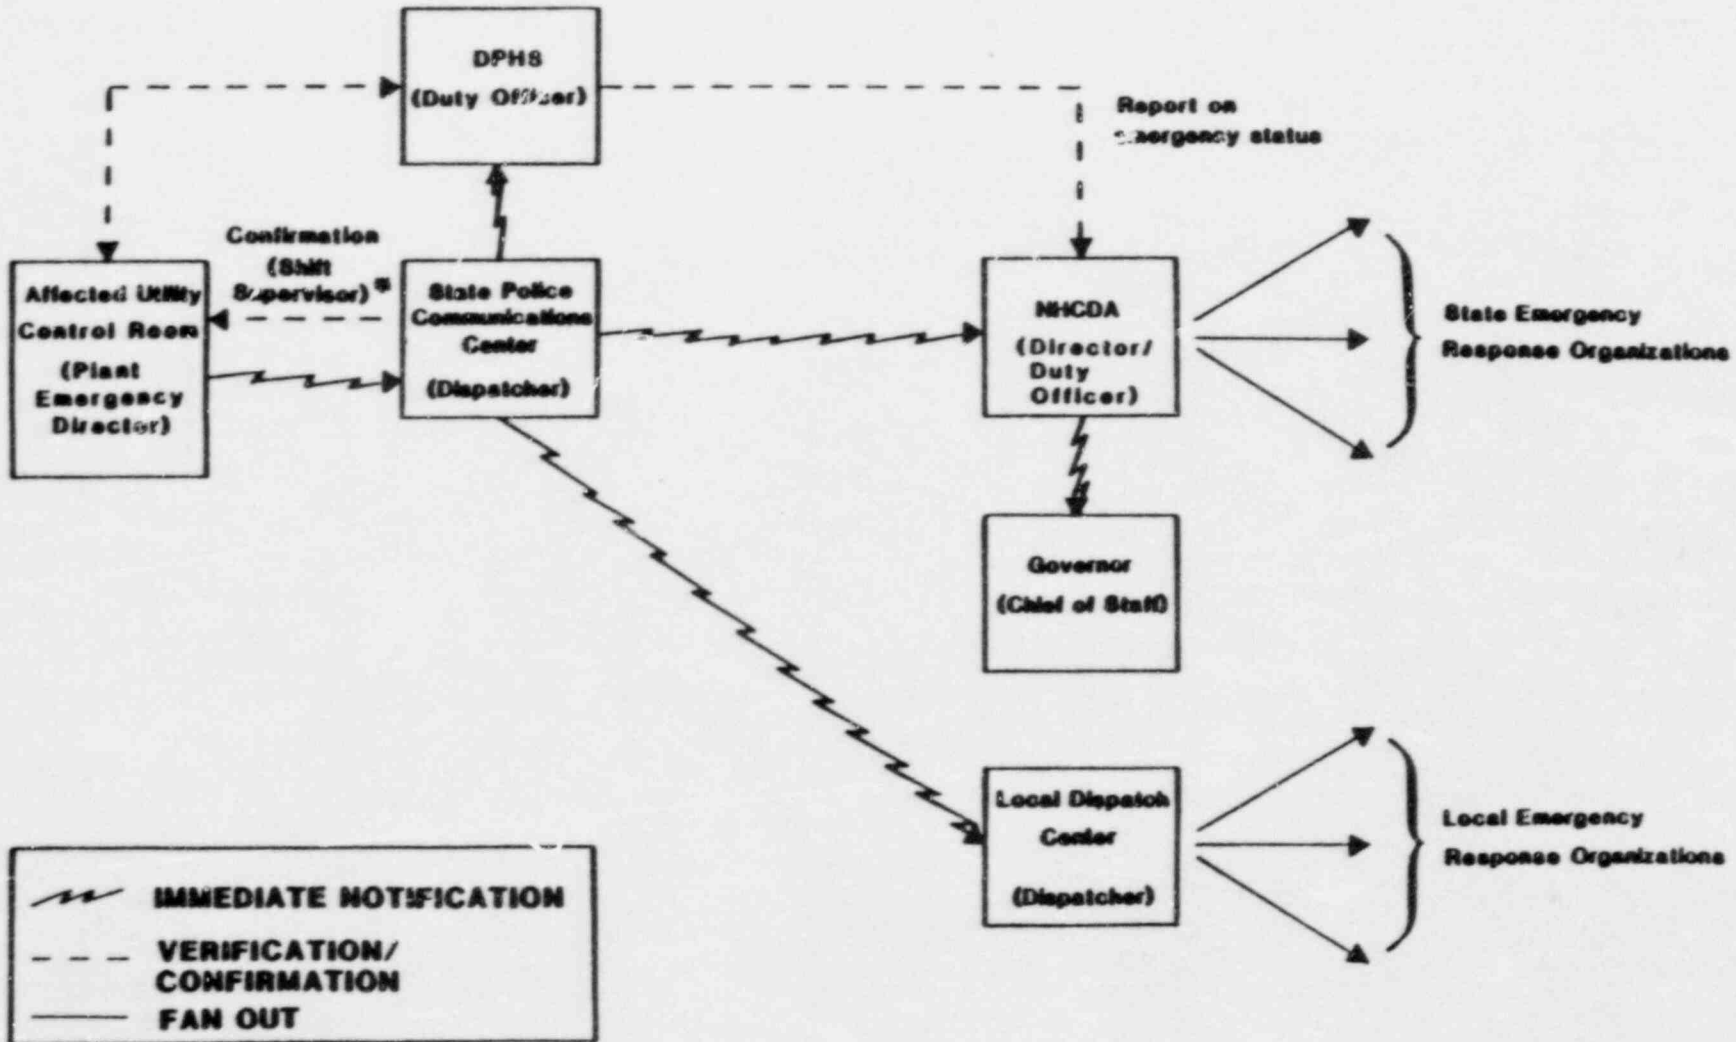 DPHS
(Duty Officer)
Report on
emergency status
Confirmation
(Shift
Supervisor)*
Affected Utility
Control Room
(Plant
Emergency
Director)
State Police
Communications
Center
(Dispatcher)
NHCDA
(Director/
Duty
Officer)
State Emergency
Response Organizations
Governor
(Chief of Staff)
Local Dispatch
Center
(Dispatcher)
Local Emergency
Response Organizations
IMMEDIATE NOTIFICATION
VERIFICATION/
CONFIRMATION
FAN OUT